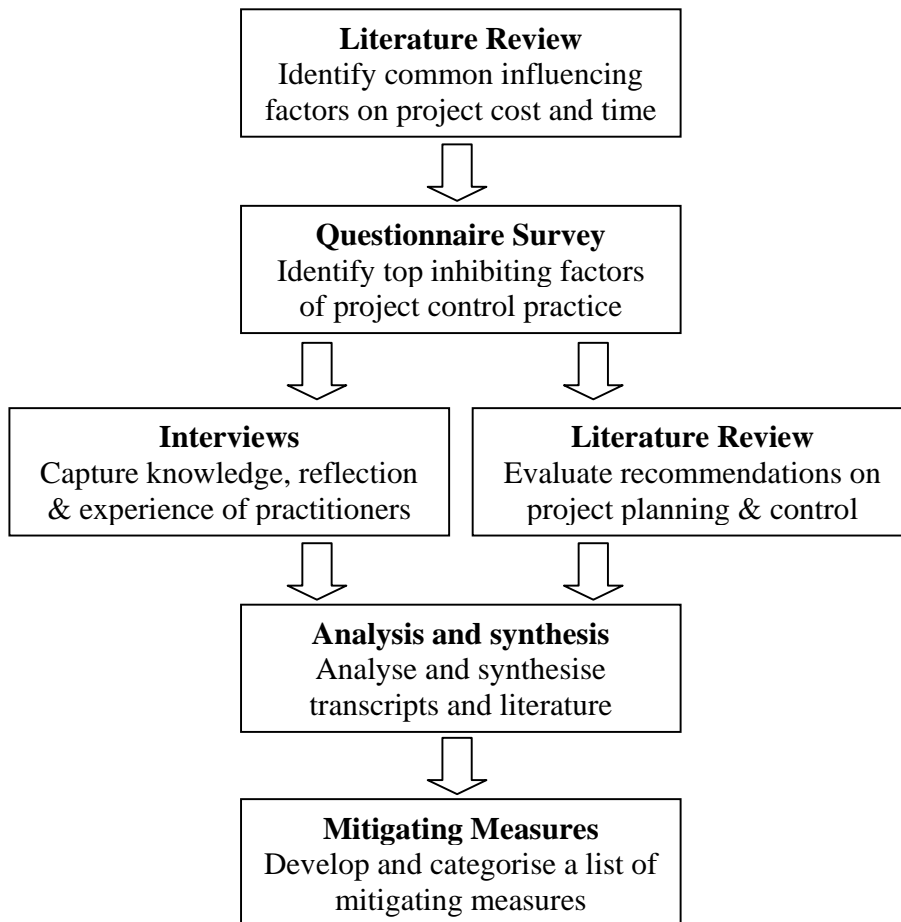 Literature Review
Identify common influencing
factors on project cost and time
Questionnaire Survey
Identify top inhibiting factors
of project control practice
Interviews
Capture knowledge, reflection
& experience of practitioners
Literature Review
Evaluate recommendations on
project planning & control
Analysis and synthesis
Analyse and synthesise
transcripts and literature
Mitigating Measures
Develop and categorise a list of
mitigating measures